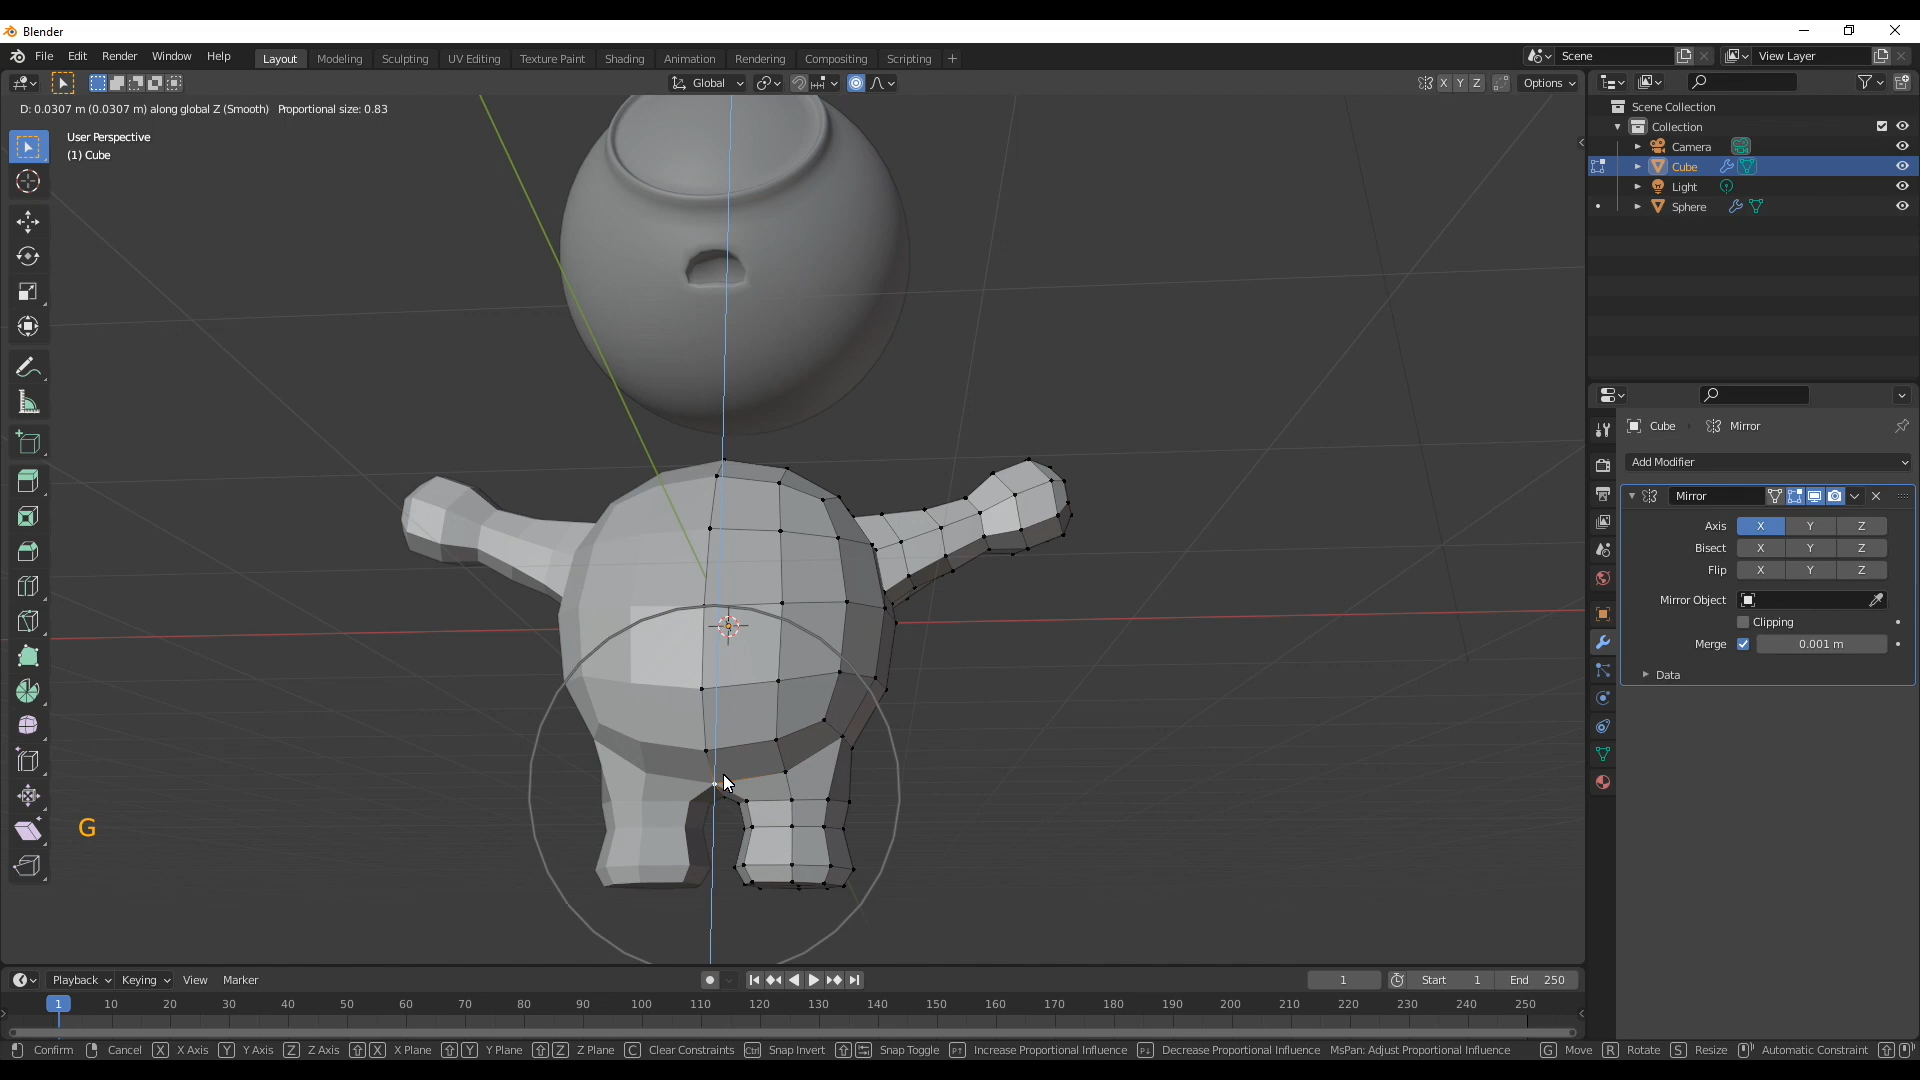 Blender
File Edit Render Window Help Layout Modeling Sculpting UV Editing Texture Paint Shading Animation Rendering Compositing Scripting + Scene View Layer
Global X Y Z Options
D: 0.0307 m (0.0307 m) along global Z (Smooth) Proportional size: 0.83
User Perspective
(1) Cube
G
Scene Collection
Collection
Camera
Cube
Light
Sphere
Cube Mirror
Add Modifier
Mirror
Axis X Y Z
Bisect X Y Z
Flip X Y Z
Mirror Object
Clipping
Merge 0.001 m
Data
Playback Keying View Marker 1 Start 1 End 250
1 10 20 30 40 50 60 70 80 90 100 110 120 130 140 150 160 170 180 190 200 210 220 230 240 250
Confirm Cancel X X Axis Y Y Axis Z Z Axis X X Plane Y Y Plane Z Z Plane C Clear Constraints Ctrl Snap Invert Snap Toggle P↑ Increase Proportional Influence P↓ Decrease Proportional Influence MsPan: Adjust Proportional Influence G Move R Rotate S Resize Automatic Constraint